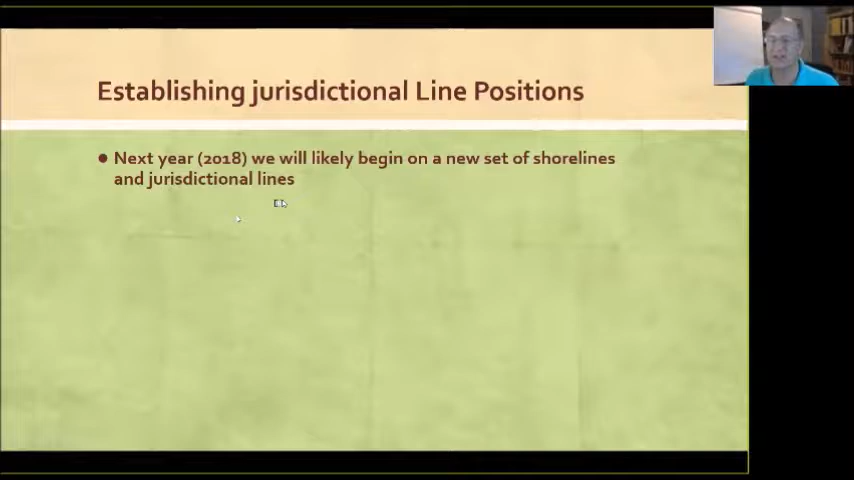 Establishing jurisdictional Line Positions
Next year (2018) we will likely begin on a new set of shorelines
and jurisdictional lines